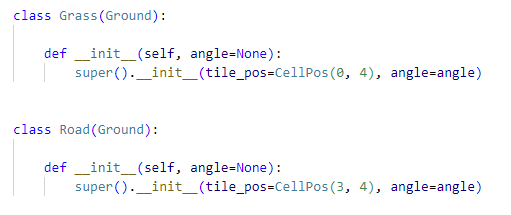 class Grass(Ground):
def __init__(self, angle=None):
super().__init__(tile_pos=CellPos(0, 4), angle=angle)
class Road(Ground):
def __init__(self, angle=None):
super().__init__(tile_pos=CellPos(3, 4), angle=angle)